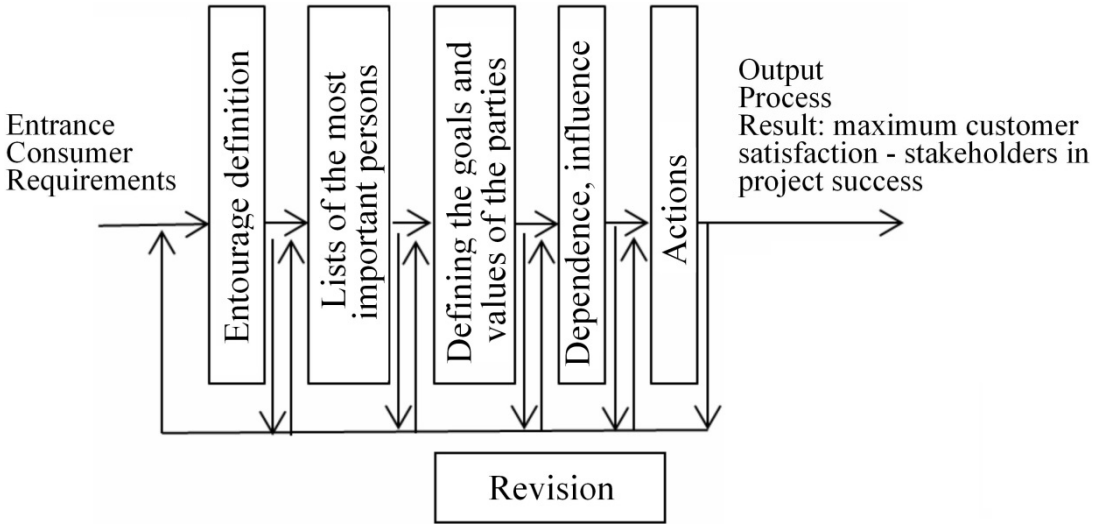 Entrance
Consumer
Requirements
Entourage definition
Lists of the most
important persons
Defining the goals and
values of the parties
Dependence, influence
Actions
Output
Process
Result: maximum customer
satisfaction - stakeholders in
project success
Revision